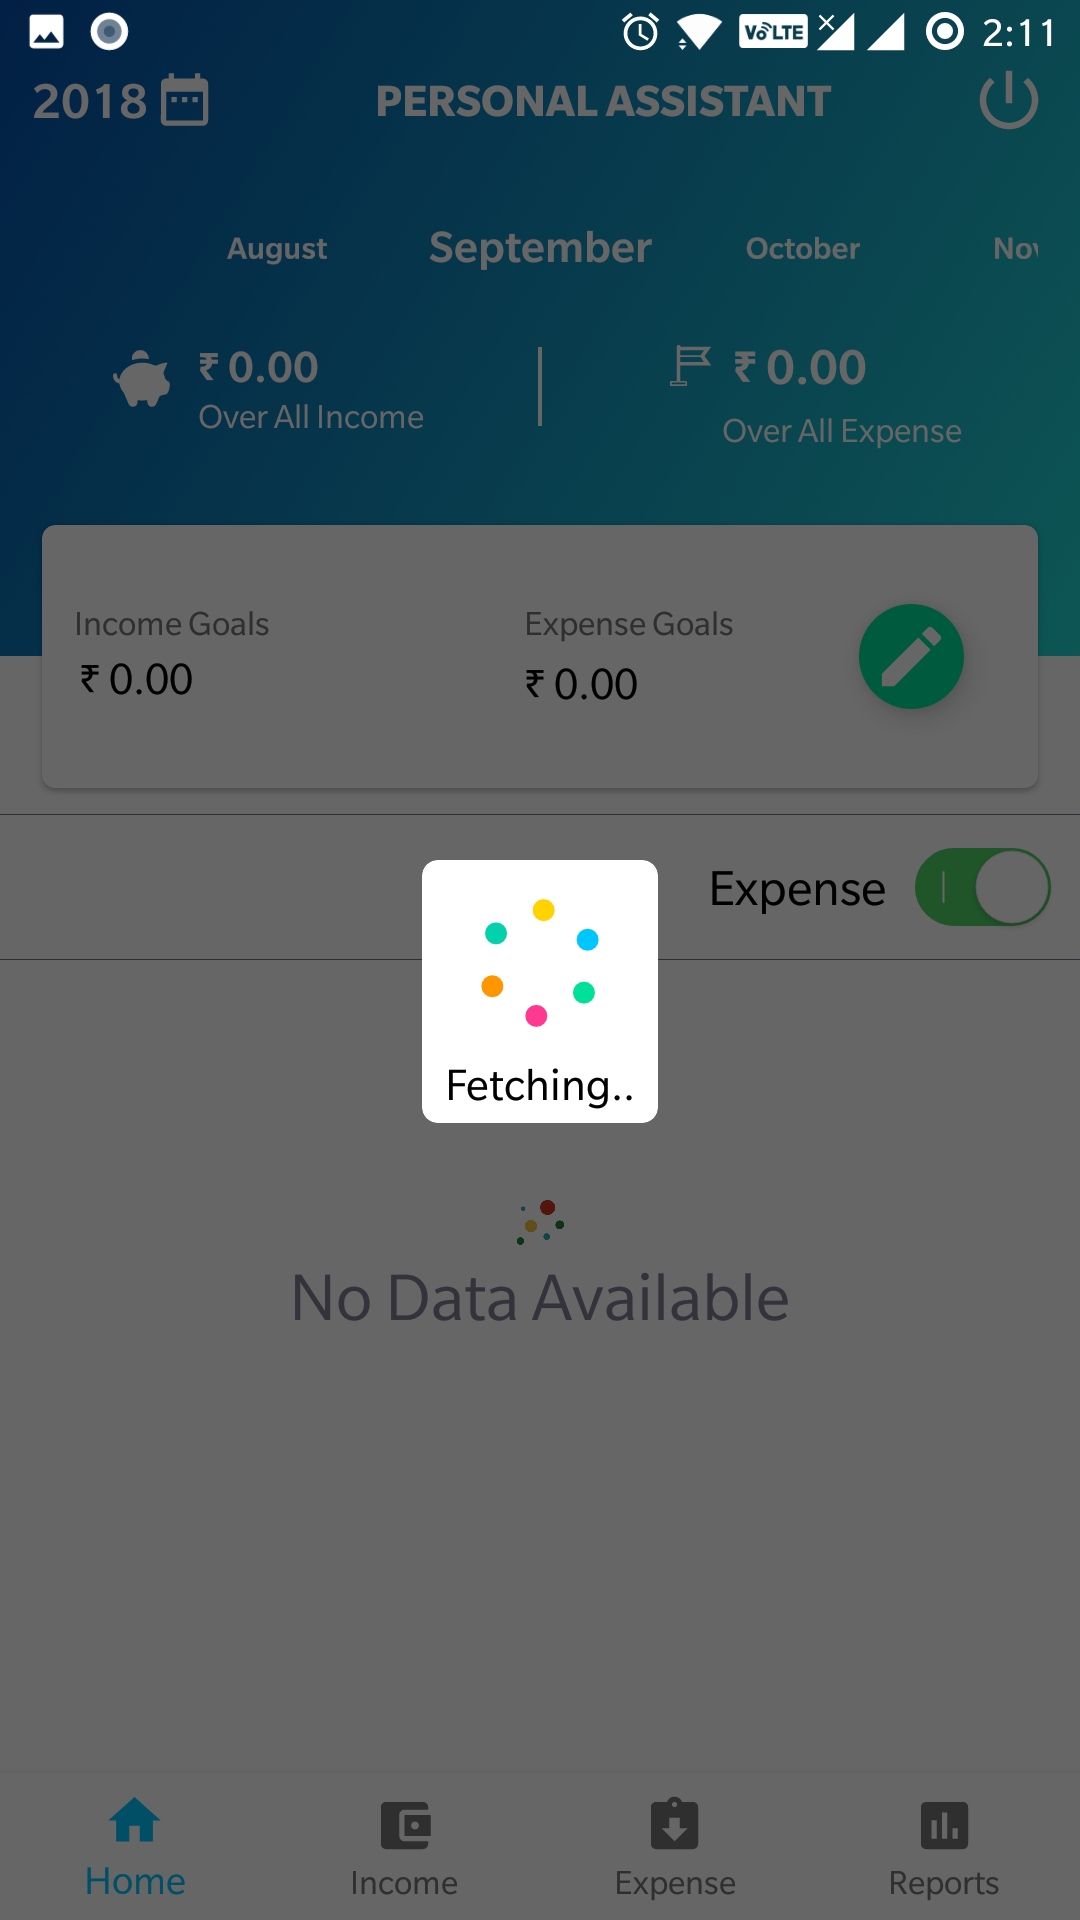 VoLTE 2:11
2018 PERSONAL ASSISTANT
August September October Nov
₹ 0.00 ₹ 0.00
Over All Income Over All Expense
Income Goals Expense Goals
₹ 0.00 ₹ 0.00
Expense
Fetching..
No Data Available
Home Income Expense Reports